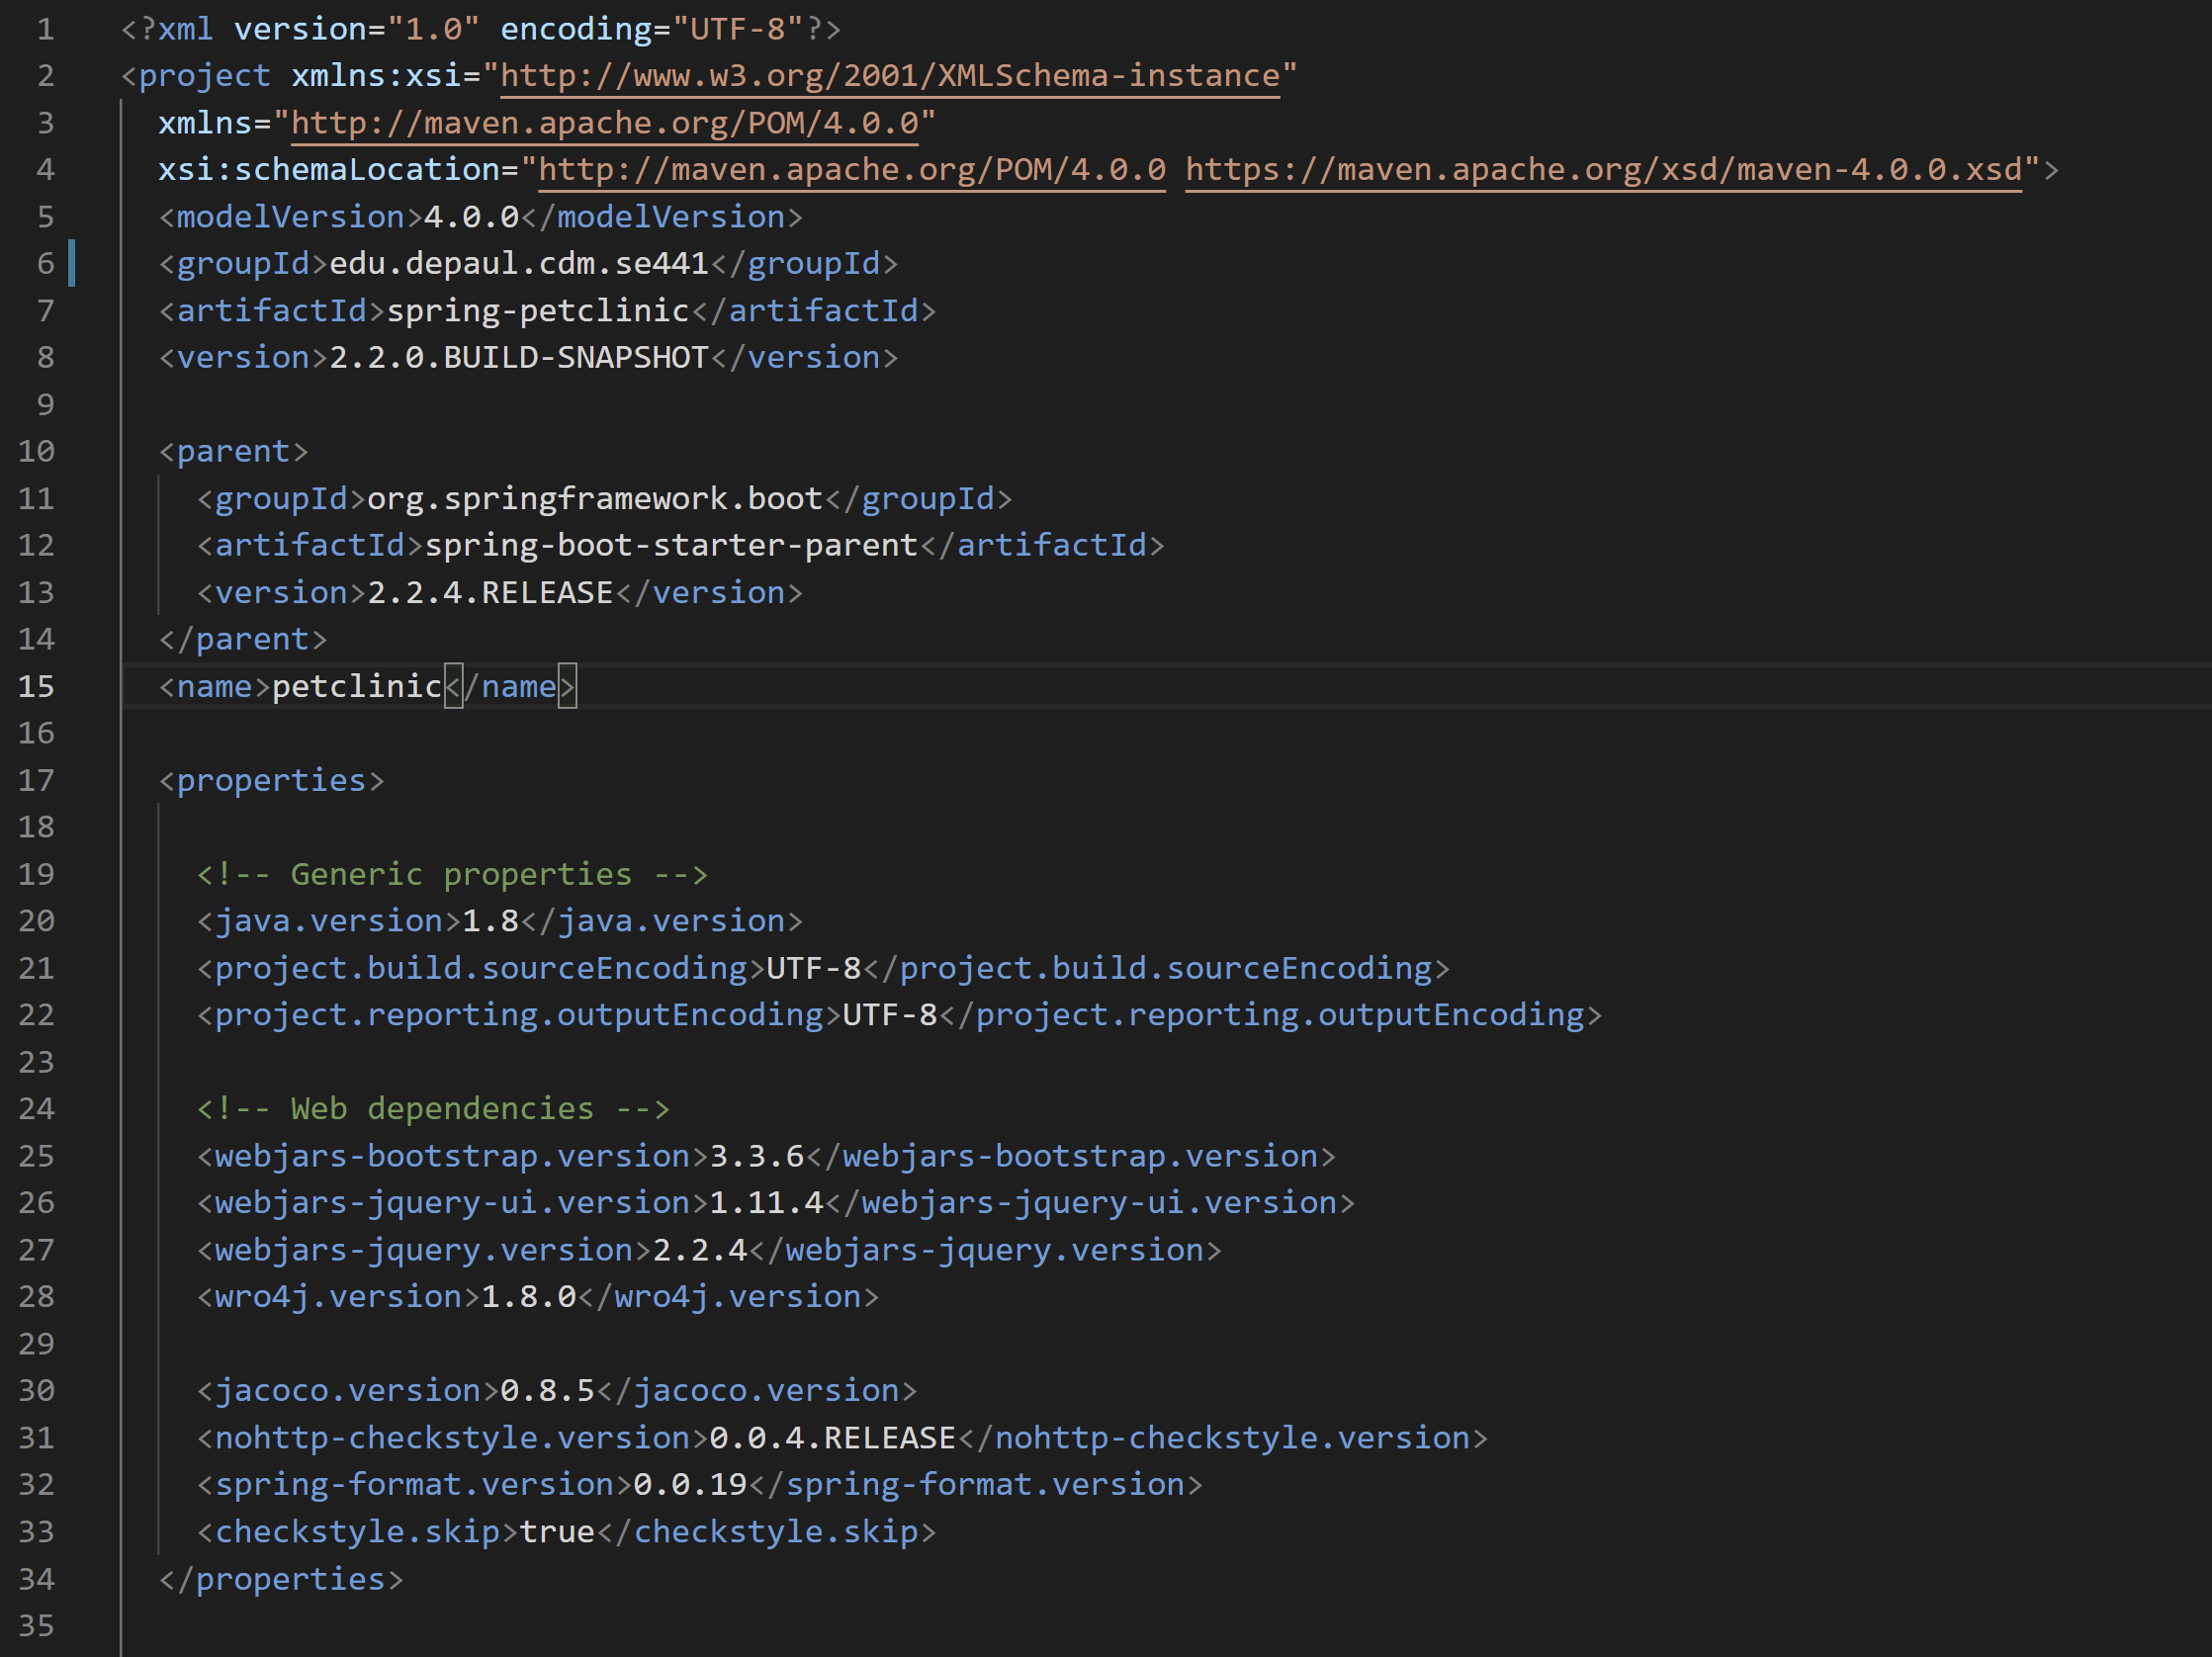 1 <?xml version="1.0" encoding="UTF-8"?>
2 <project xmlns:xsi="http://www.w3.org/2001/XMLSchema-instance"
3 xmlns="http://maven.apache.org/POM/4.0.0"
4 xsi:schemaLocation="http://maven.apache.org/POM/4.0.0 https://maven.apache.org/xsd/maven-4.0.0.xsd">
5 <modelVersion>4.0.0</modelVersion>
6 <groupId>edu.depaul.cdm.se441</groupId>
7 <artifactId>spring-petclinic</artifactId>
8 <version>2.2.0.BUILD-SNAPSHOT</version>
9
10 <parent>
11 <groupId>org.springframework.boot</groupId>
12 <artifactId>spring-boot-starter-parent</artifactId>
13 <version>2.2.4.RELEASE</version>
14 </parent>
15 <name>petclinic</name>
16
17 <properties>
18
19 <!-- Generic properties -->
20 <java.version>1.8</java.version>
21 <project.build.sourceEncoding>UTF-8</project.build.sourceEncoding>
22 <project.reporting.outputEncoding>UTF-8</project.reporting.outputEncoding>
23
24 <!-- Web dependencies -->
25 <webjars-bootstrap.version>3.3.6</webjars-bootstrap.version>
26 <webjars-jquery-ui.version>1.11.4</webjars-jquery-ui.version>
27 <webjars-jquery.version>2.2.4</webjars-jquery.version>
28 <wro4j.version>1.8.0</wro4j.version>
29
30 <jacoco.version>0.8.5</jacoco.version>
31 <nohttp-checkstyle.version>0.0.4.RELEASE</nohttp-checkstyle.version>
32 <spring-format.version>0.0.19</spring-format.version>
33 <checkstyle.skip>true</checkstyle.skip>
34 </properties>
35